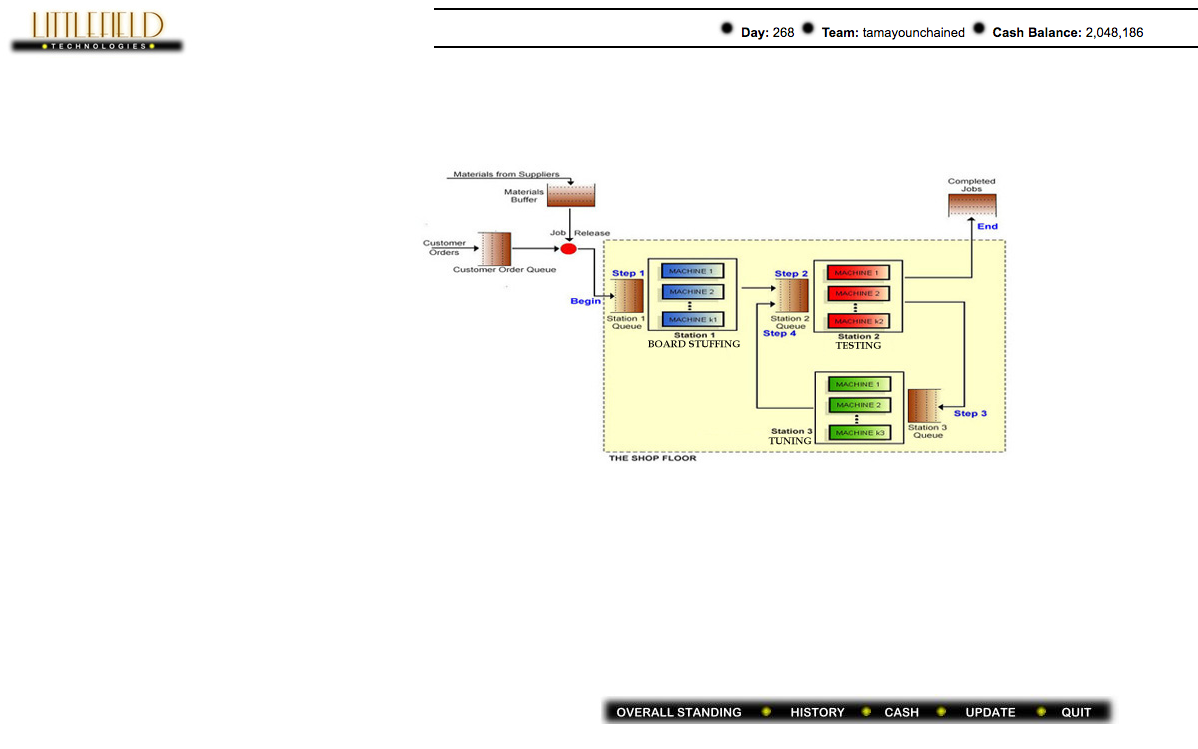 LITTLEFIELD
TECHNOLOGIES
Day: 268 Team: tamayounchained Cash Balance: 2,048,186
Materials from Suppliers
Materials
Buffer
Completed
Jobs
End
Job Release
Customer
Orders
Customer Order Queue
Begin
Step 1
MACHINE 1
MACHINE 2
MACHINE k1
Station 1
Queue
Station 1
BOARD STUFFING
Step 2
MACHINE 1
MACHINE 2
MACHINE k2
Station 2
Queue
Step 4
Station 2
TESTING
MACHINE 1
MACHINE 2
MACHINE k3
Station 3
TUNING
Step 3
Station 3
Queue
THE SHOP FLOOR
OVERALL STANDING HISTORY CASH UPDATE QUIT